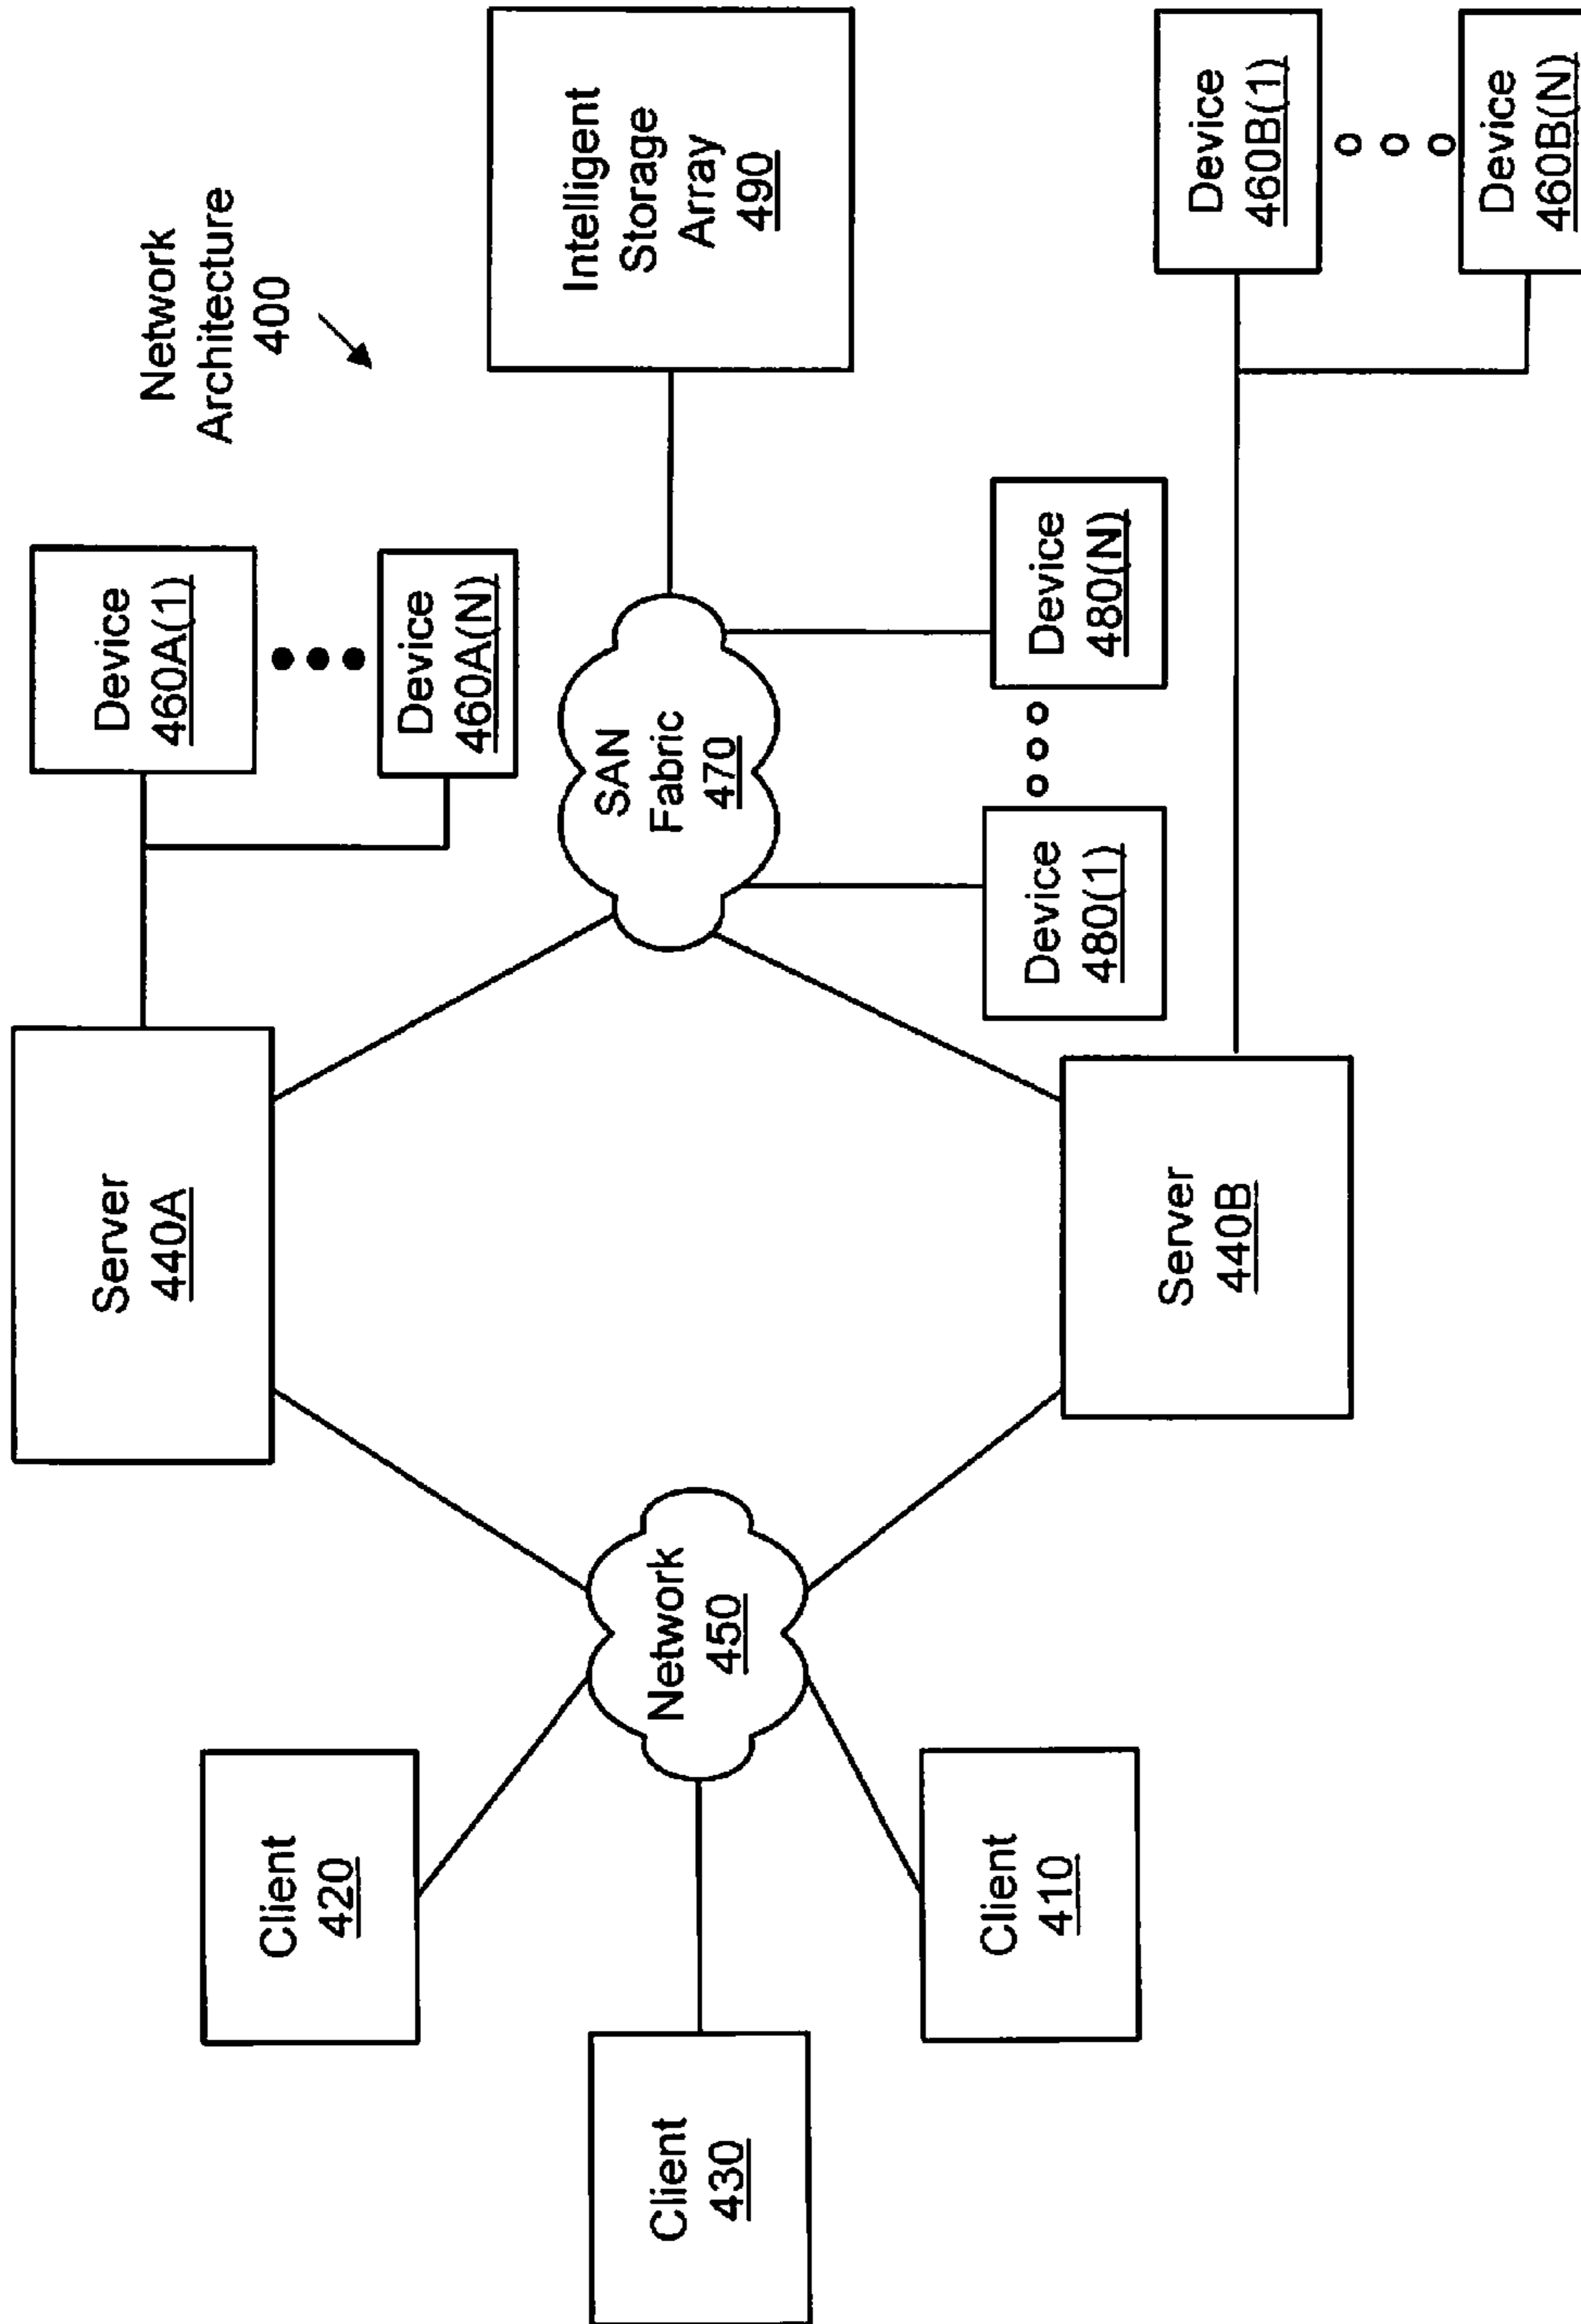 Network
Architecture
400
Client
420
Client
430
Client
410
Network
450
Server
440A
Server
440B
Device
460A(1)
Device
460A(N)
SAN
Fabric
470
Device
480(1)
Device
480(N)
Intelligent
Storage
Array
490
Device
460B(1)
Device
460B(N)